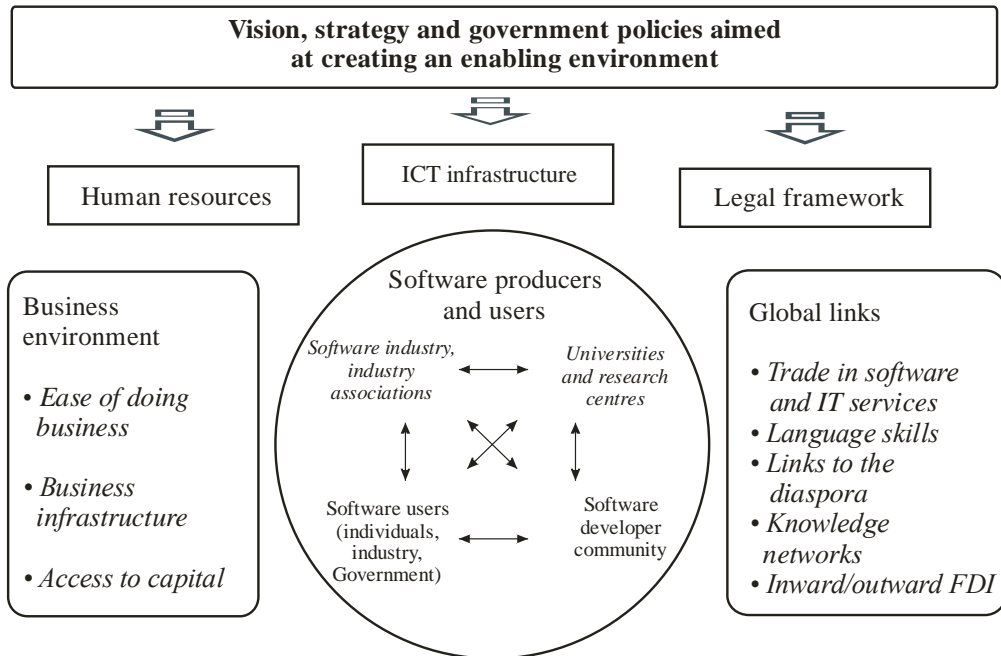 Vision, strategy and government policies aimed
at creating an enabling environment
Human resources
ICT infrastructure
Legal framework
Business
environment
• Ease of doing
business
• Business
infrastructure
• Access to capital
Software producers
and users
Software industry,
industry
associations
Universities
and research
centres
Software users
(individuals,
industry,
Government)
Software
developer
community
Global links
• Trade in software
and IT services
• Language skills
• Links to the
diaspora
• Knowledge
networks
• Inward/outward FDI